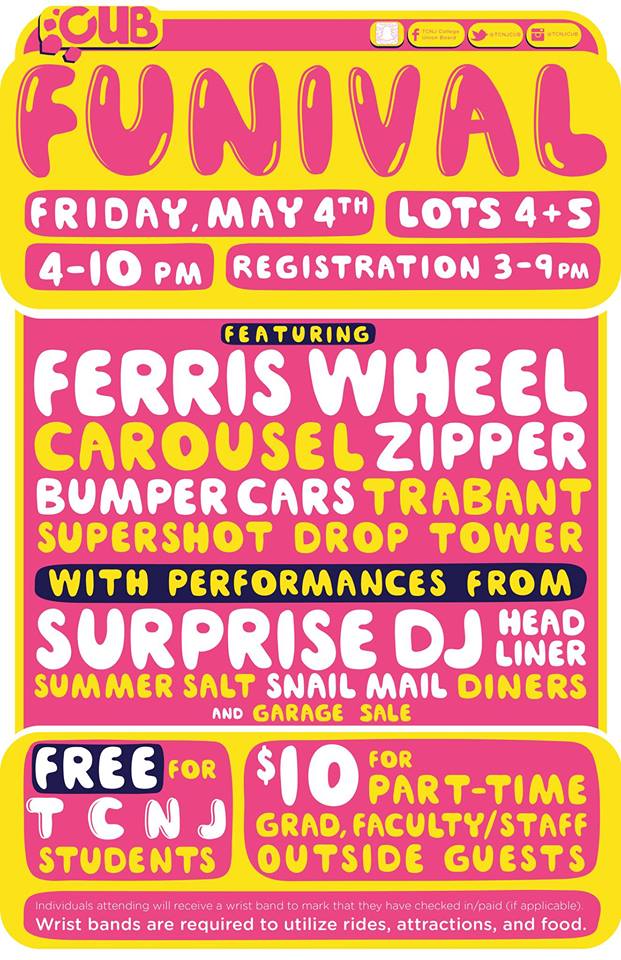 CUB
TCNJ College
Union Board
@TCNJCUB
@TCNJCUB
FUNIVAL
FRIDAY, MAY 4TH LOTS 4+5
4-10 PM REGISTRATION 3-9PM
FEATURING
FERRIS WHEEL
CAROUSEL ZIPPER
BUMPER CARS TRABANT
SUPERSHOT DROP TOWER
WITH PERFORMANCES FROM
SURPRISE DJ HEAD
LINER
SUMMER SALT SNAIL MAIL DINERS
AND GARAGE SALE
FREE FOR
TCNJ
STUDENTS
$10 FOR
PART-TIME
GRAD, FACULTY/STAFF
OUTSIDE GUESTS
Individuals attending will receive a wrist band to mark that they have checked in/paid (if applicable).
Wrist bands are required to utilize rides, attractions, and food.